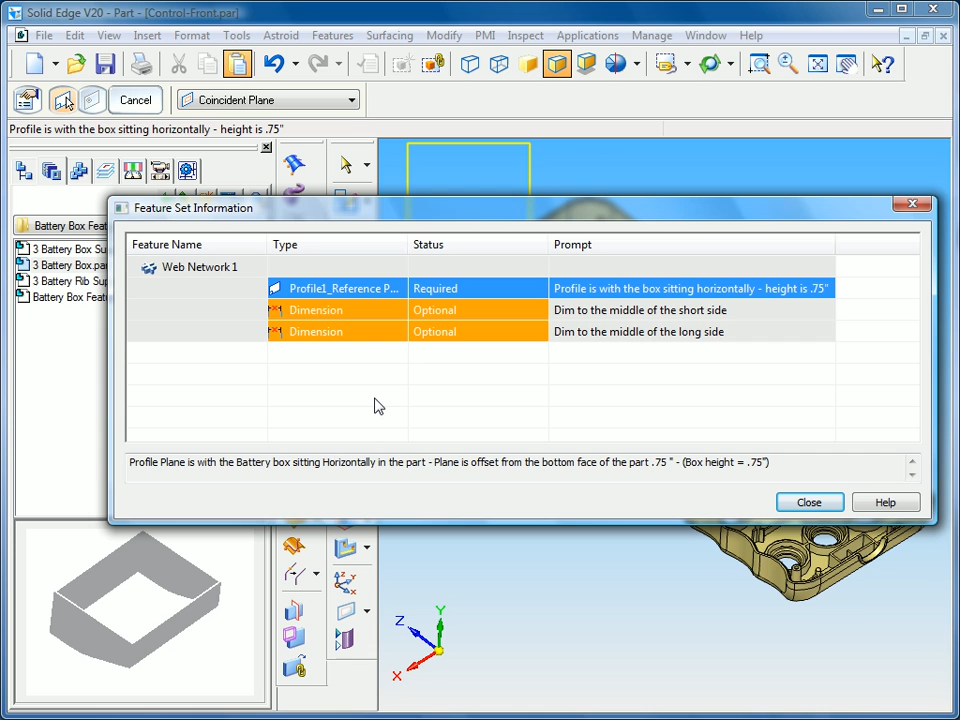 Solid Edge V20 - Part - [Control-Front.par]
File Edit View Insert Format Tools Astroid Features Surfacing Modify PMI Inspect Applications Manage Window Help
Cancel Coincident Plane
Profile is with the box sitting horizontally - height is .75"
Feature Set Information
Battery Box Feat
Feature Name Type Status Prompt
3 Battery Box Su
Web Network 1
3 Battery Box.pa
3 Battery Rib Sup
Profile1_Reference P... Required Profile is with the box sitting horizontally - height is .75"
Battery Box Featu
Dimension Optional Dim to the middle of the short side
Dimension Optional Dim to the middle of the long side
Profile Plane is with the Battery box sitting Horizontally in the part - Plane is offset from the bottom face of the part .75 " - (Box height = .75")
Close Help
Z Y
X